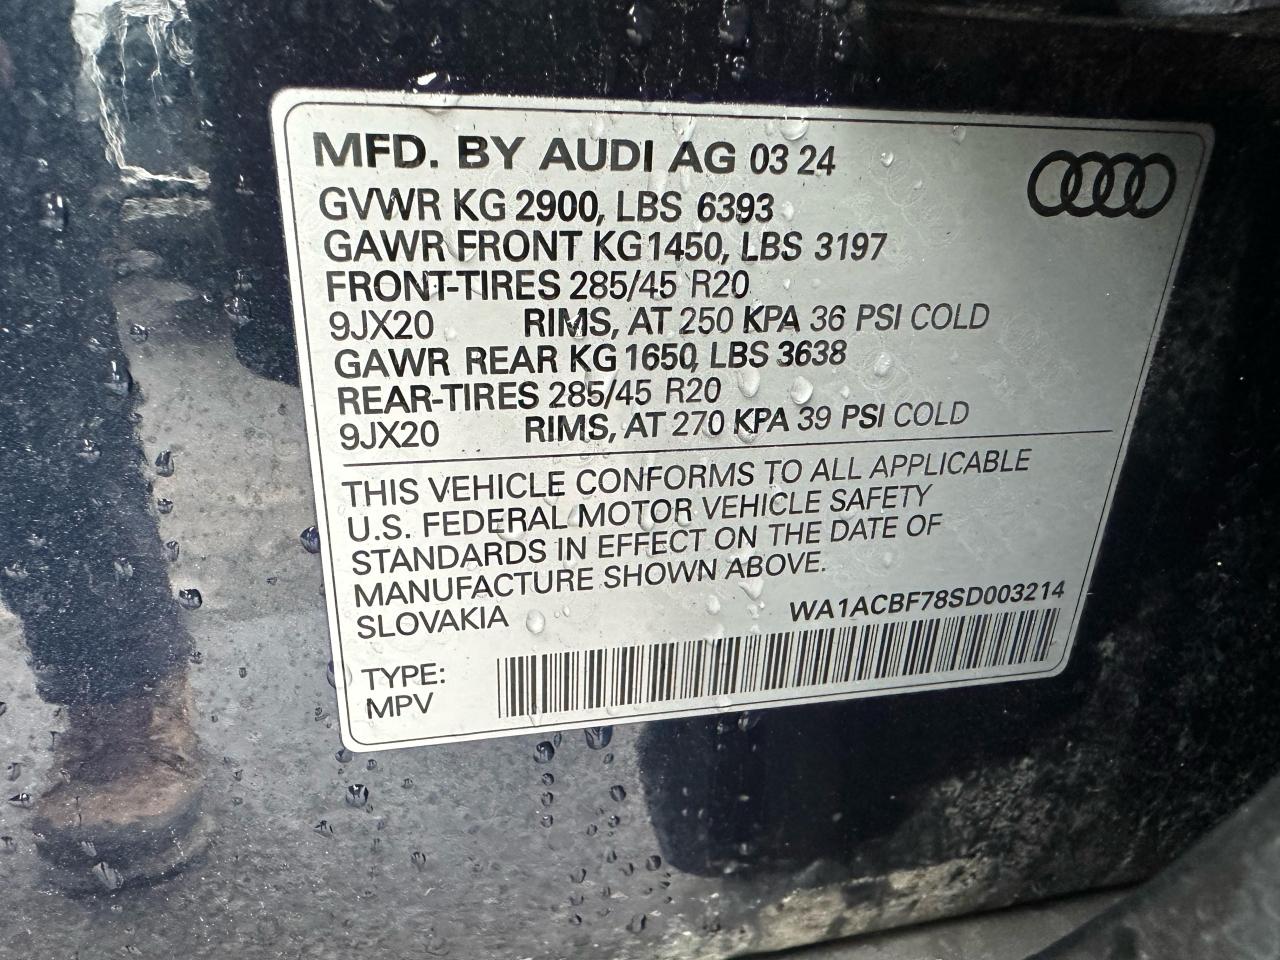 MFD. BY AUDI AG 03 24
GVWR KG 2900, LBS 6393
GAWR FRONT KG 1450, LBS 3197
FRONT-TIRES 285/45 R20
9JX20 RIMS, AT 250 KPA 36 PSI COLD
GAWR REAR KG 1650, LBS 3638
REAR-TIRES 285/45 R20
9JX20 RIMS, AT 270 KPA 39 PSI COLD
THIS VEHICLE CONFORMS TO ALL APPLICABLE
U.S. FEDERAL MOTOR VEHICLE SAFETY
STANDARDS IN EFFECT ON THE DATE OF
MANUFACTURE SHOWN ABOVE.
SLOVAKIA WA1ACBF78SD003214
TYPE:
MPV